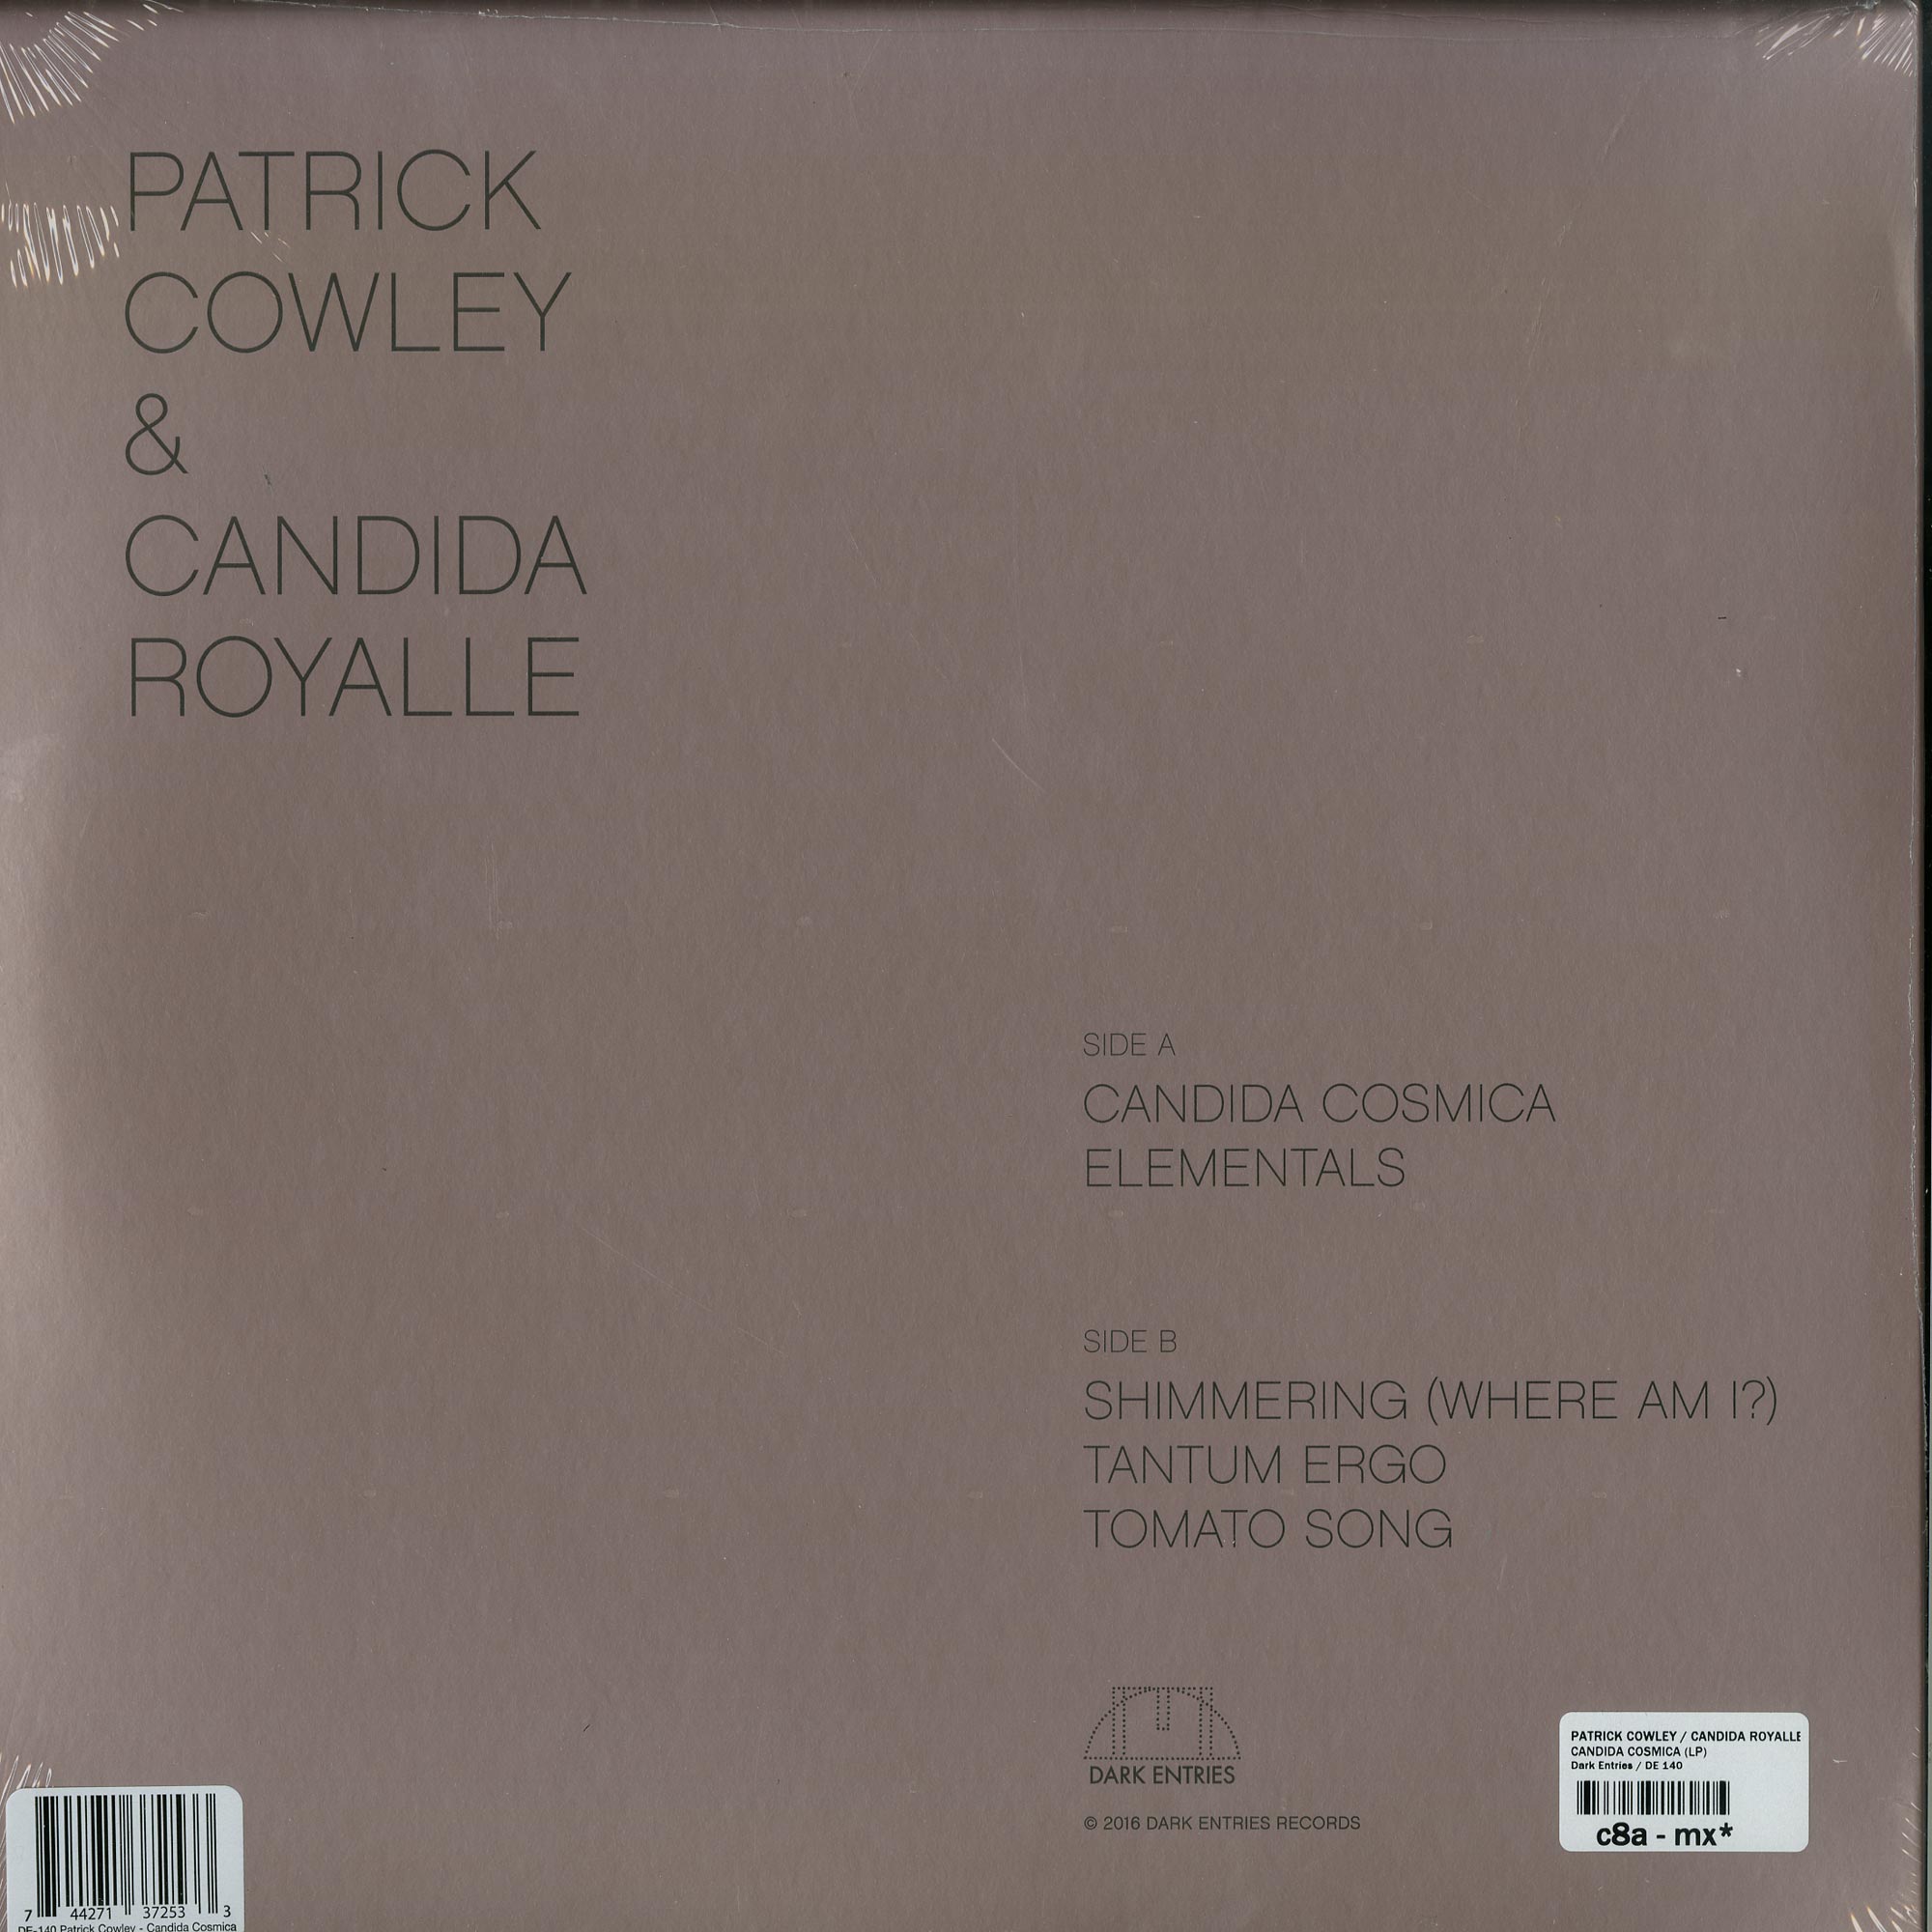 PATRICK
COWLEY
&
CANDIDA
ROYALLE
SIDE A
CANDIDA COSMICA
ELEMENTALS
SIDE B
SHIMMERING (WHERE AM I?)
TANTUM ERGO
TOMATO SONG
DARK ENTRIES
© 2016 DARK ENTRIES RECORDS
PATRICK COWLEY / CANDIDA ROYALLE
CANDIDA COSMICA (LP)
Dark Entries / DE 140
c8a - mx*
7 44271 37253 3
DE-140 Patrick Cowley - Candida Cosmica